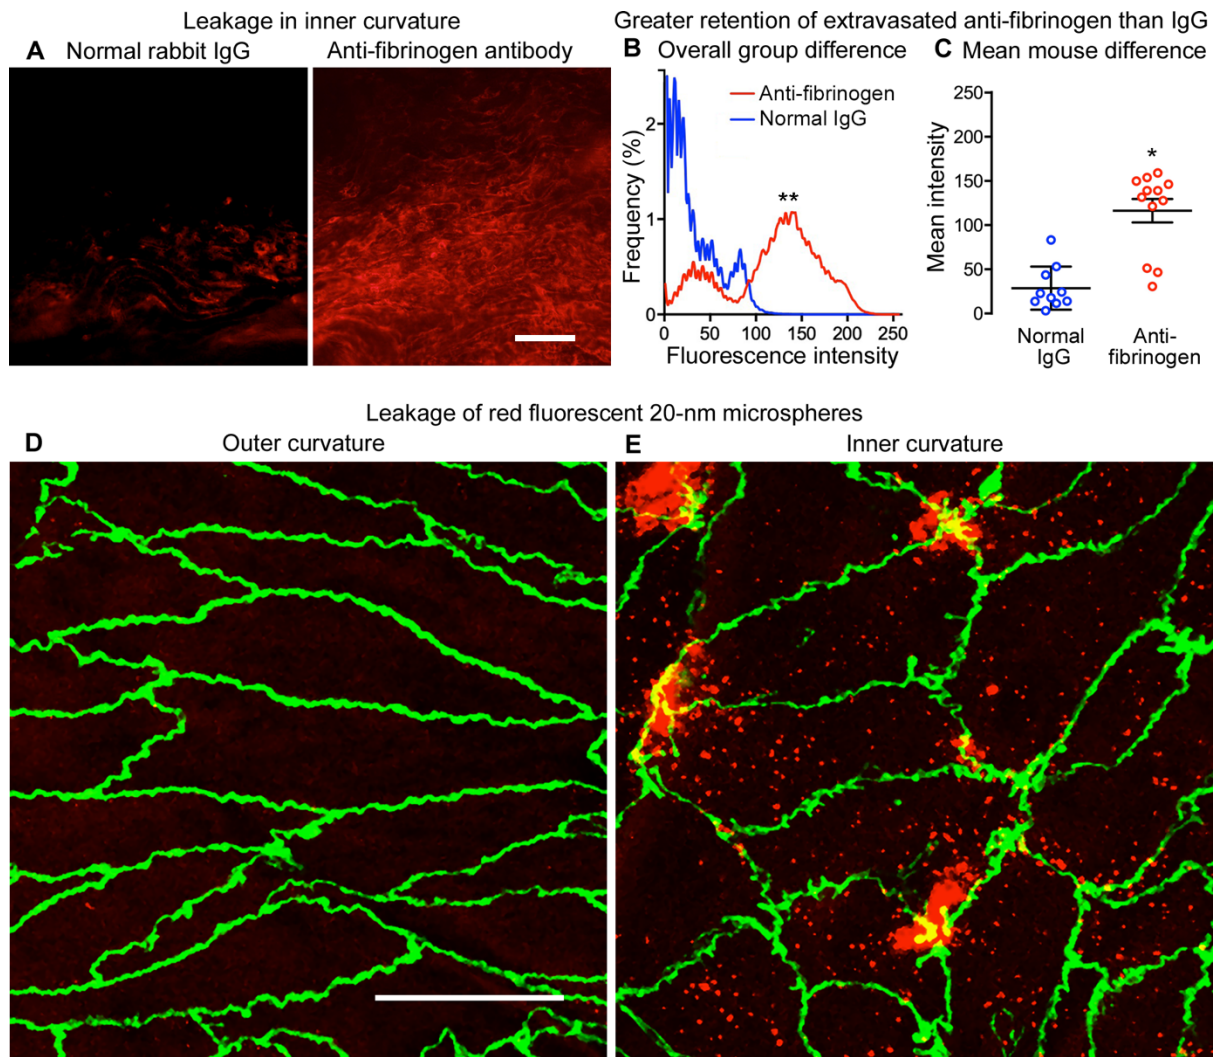 Leakage in inner curvature
A Normal rabbit IgG
Anti-fibrinogen antibody
Greater retention of extravasated anti-fibrinogen than IgG
B Overall group difference
Frequency (%)
2
1
0
Anti-fibrinogen
Normal IgG
**
0 50 100 150 200 250
Fluorescence intensity
C Mean mouse difference
Mean intensity
250
200
150
100
50
0
*
Normal
IgG
Anti-
fibrinogen
Leakage of red fluorescent 20-nm microspheres
D Outer curvature
E Inner curvature